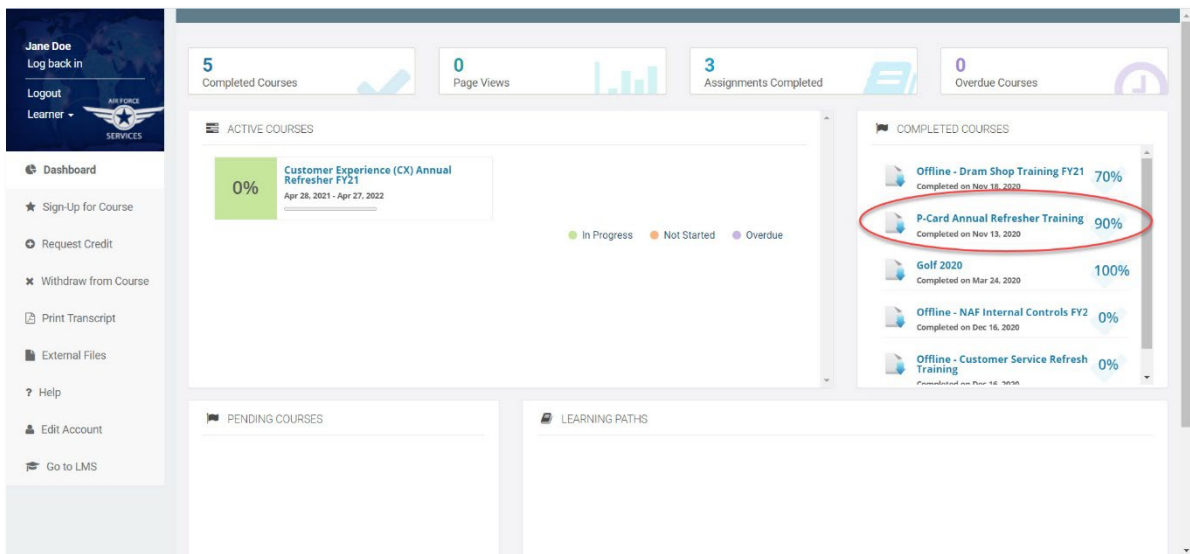 Jane Doe
Log back in
Logout
Learner
AIR FORCE
SERVICES
Dashboard
Sign-Up for Course
Request Credit
Withdraw from Course
Print Transcript
External Files
? Help
Edit Account
Go to LMS
5
Completed Courses
0
Page Views
3
Assignments Completed
0
Overdue Courses
ACTIVE COURSES
0%
Customer Experience (CX) Annual
Refresher FY21
Apr 28, 2021 - Apr 27, 2022
In Progress Not Started Overdue
COMPLETED COURSES
Offline - Dram Shop Training FY21 70%
Completed on Nov 18, 2020
P-Card Annual Refresher Training 90%
Completed on Nov 13, 2020
Golf 2020 100%
Completed on Mar 24, 2020
Offline - NAF Internal Controls FY2 0%
Completed on Dec 16, 2020
Offline - Customer Service Refresh 0%
Training
Completed on Dec 16, 2020
PENDING COURSES
LEARNING PATHS